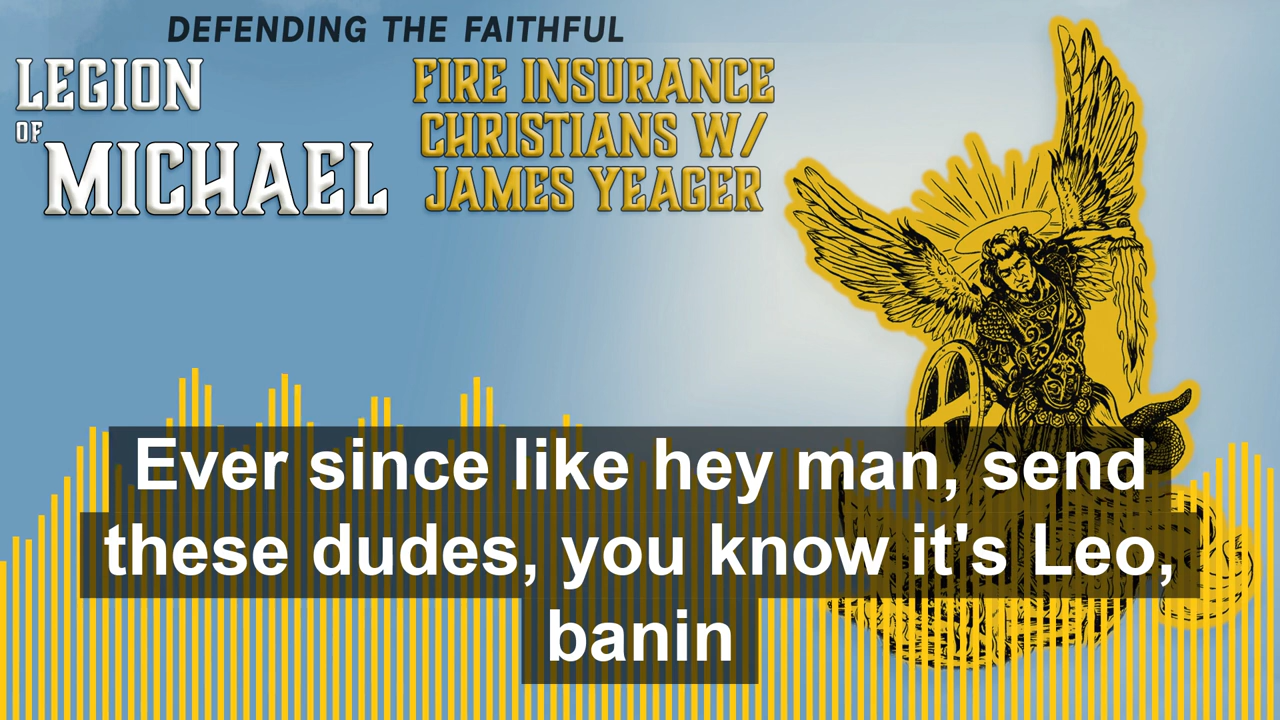 DEFENDING THE FAITHFUL
LEGION
OF
MICHAEL
FIRE INSURANCE
CHRISTIANS W/
JAMES YEAGER
Ever since like hey man, send
these dudes, you know it's Leo,
banin